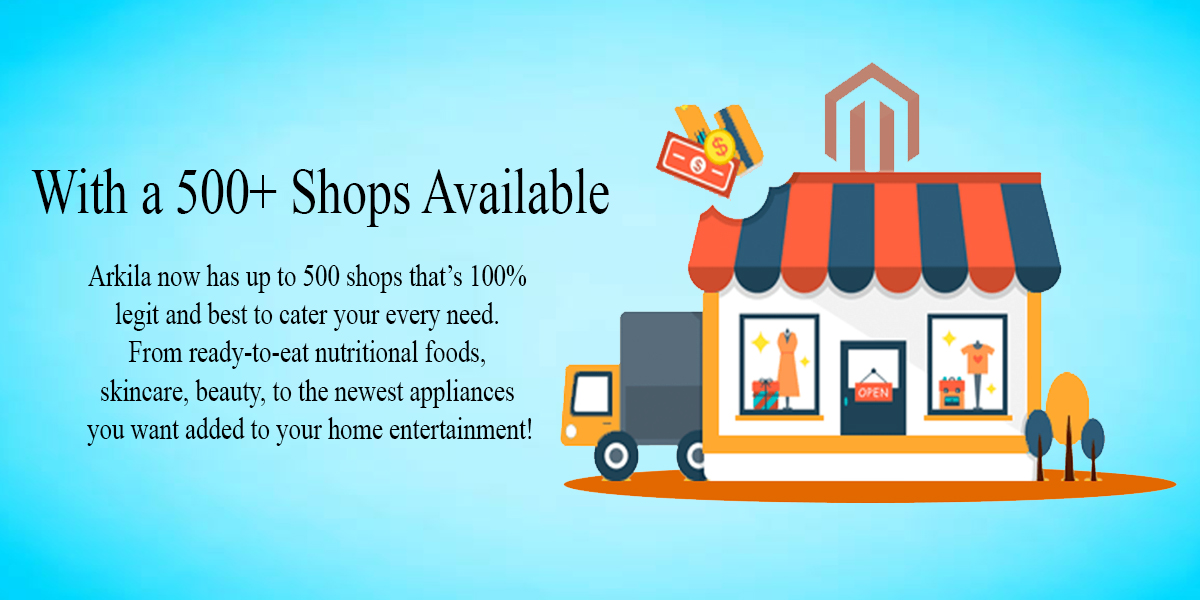 With a 500+ Shops Available
Arkila now has up to 500 shops that’s 100%
legit and best to cater your every need.
From ready-to-eat nutritional foods,
skincare, beauty, to the newest appliances
you want added to your home entertainment!
$
$
OPEN